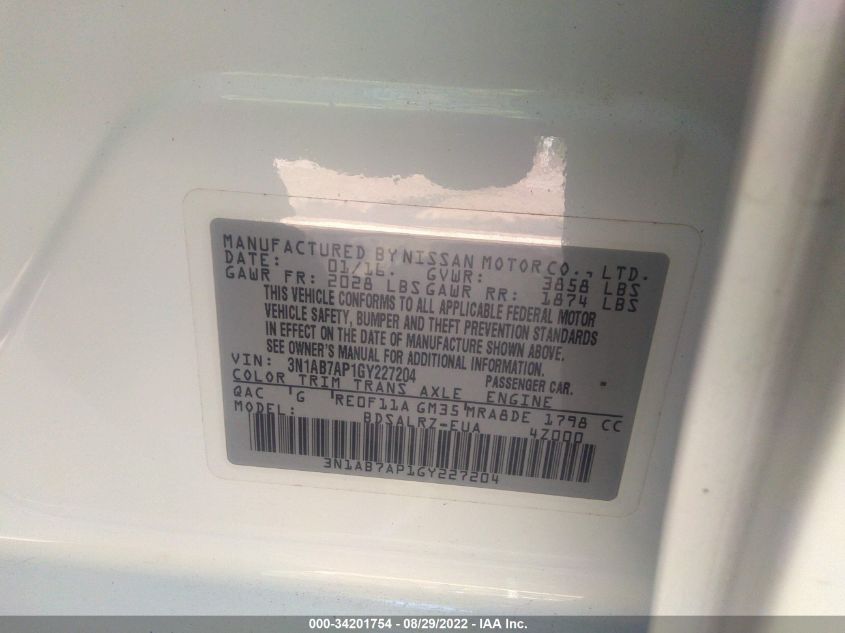 MANUFACTURED BY NISSAN MOTOR CO., LTD.
DATE: 01/16. GVWR: 3858 LBS
GAWR FR: 2028 LBS GAWR RR: 1874 LBS
THIS VEHICLE CONFORMS TO ALL APPLICABLE FEDERAL MOTOR
VEHICLE SAFETY, BUMPER AND THEFT PREVENTION STANDARDS
IN EFFECT ON THE DATE OF MANUFACTURE SHOWN ABOVE.
SEE OWNER'S MANUAL FOR ADDITIONAL INFORMATION.
VIN: 3N1AB7AP1GY227204 PASSENGER CAR.
COLOR TRIM TRANS AXLE ENGINE
QAC G RE0F11A GM35 MRA8DE 1798 CC
MODEL: BDSALRZ-EUA 4Z000
3N1AB7AP1GY227204
000-34201754 - 08/29/2022 - IAA Inc.